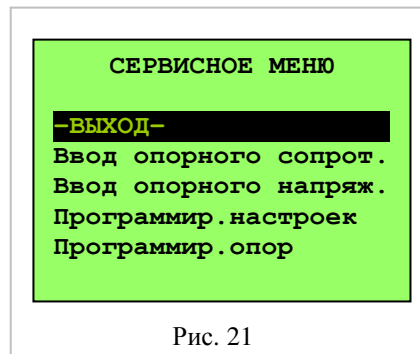 СЕРВИСНОЕ МЕНЮ
–ВЫХОД–
Ввод опорного сопрот.
Ввод опорного напряж.
Программир.настроек
Программир.опор
Рис. 21